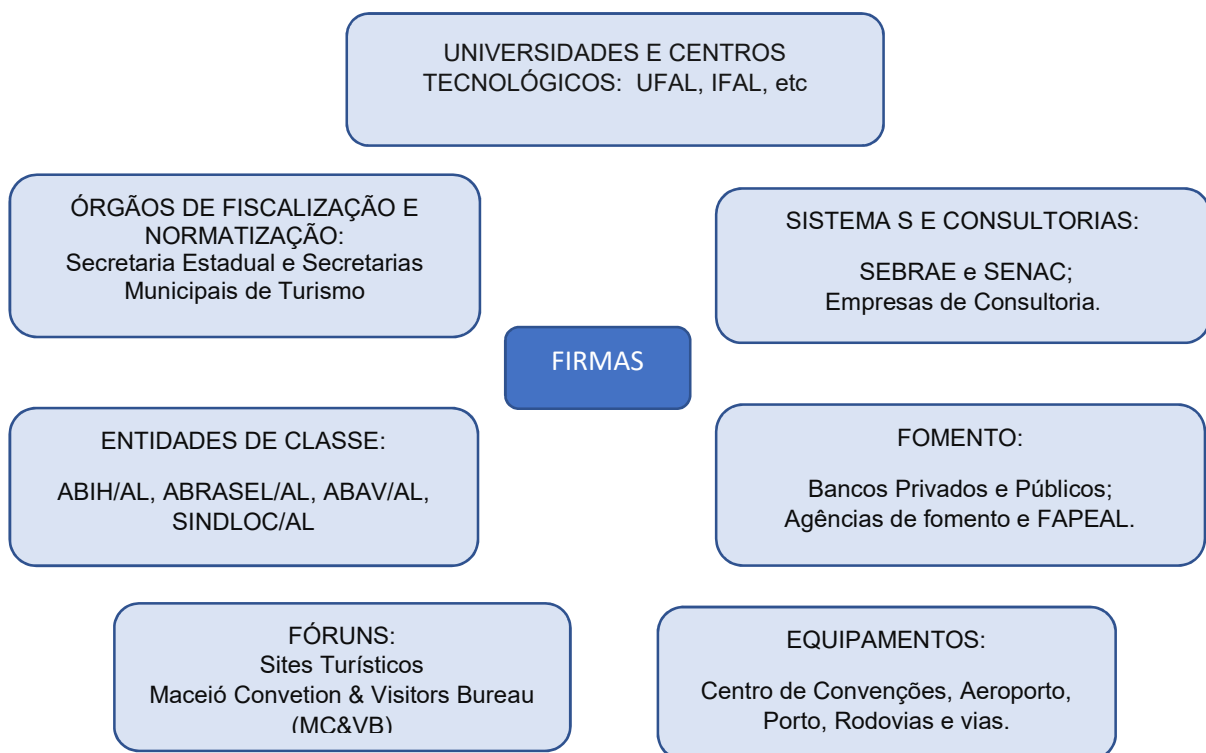 UNIVERSIDADES E CENTROS
TECNOLÓGICOS: UFAL, IFAL, etc
ÓRGÃOS DE FISCALIZAÇÃO E
NORMATIZAÇÃO:
Secretaria Estadual e Secretarias
Municipais de Turismo
SISTEMA S E CONSULTORIAS:
SEBRAE e SENAC;
Empresas de Consultoria.
FIRMAS
ENTIDADES DE CLASSE:
ABIH/AL, ABRASEL/AL, ABAV/AL,
SINDLOC/AL
FOMENTO:
Bancos Privados e Públicos;
Agências de fomento e FAPEAL.
FÓRUNS:
Sites Turísticos
Maceió Convetion & Visitors Bureau
(MC&VB)
EQUIPAMENTOS:
Centro de Convenções, Aeroporto,
Porto, Rodovias e vias.